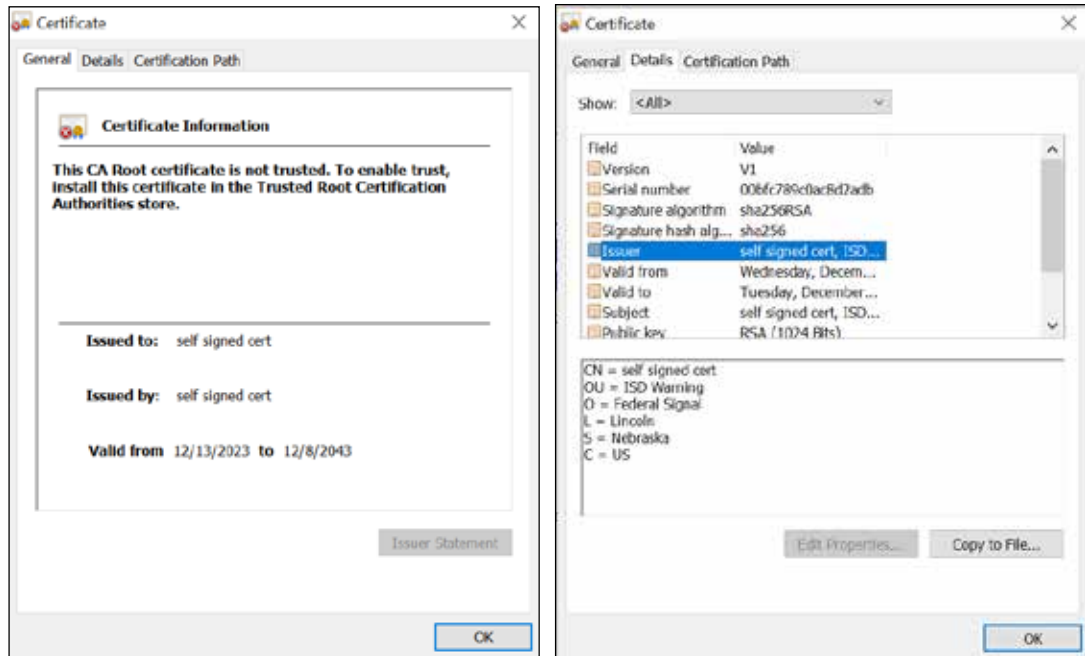 Certificate
General Details Certification Path
Certificate Information
This CA Root certificate is not trusted. To enable trust,
install this certificate in the Trusted Root Certification
Authorities store.
Issued to: self signed cert
Issued by: self signed cert
Valid from 12/13/2023 to 12/8/2043
Issuer Statement
OK
Certificate
General Details Certification Path
Show: <All>
Field Value
Version V1
Serial number 00bfc789c0ac8d2adb
Signature algorithm sha256RSA
Signature hash alg... sha256
Issuer self signed cert, ISD...
Valid from Wednesday, Decem...
Valid to Tuesday, December...
Subject self signed cert, ISD...
Public key RSA (1024 Bits)
CN = self signed cert
OU = ISD Warning
O = Federal Signal
L = Lincoln
S = Nebraska
C = US
Edit Properties...
Copy to File...
OK